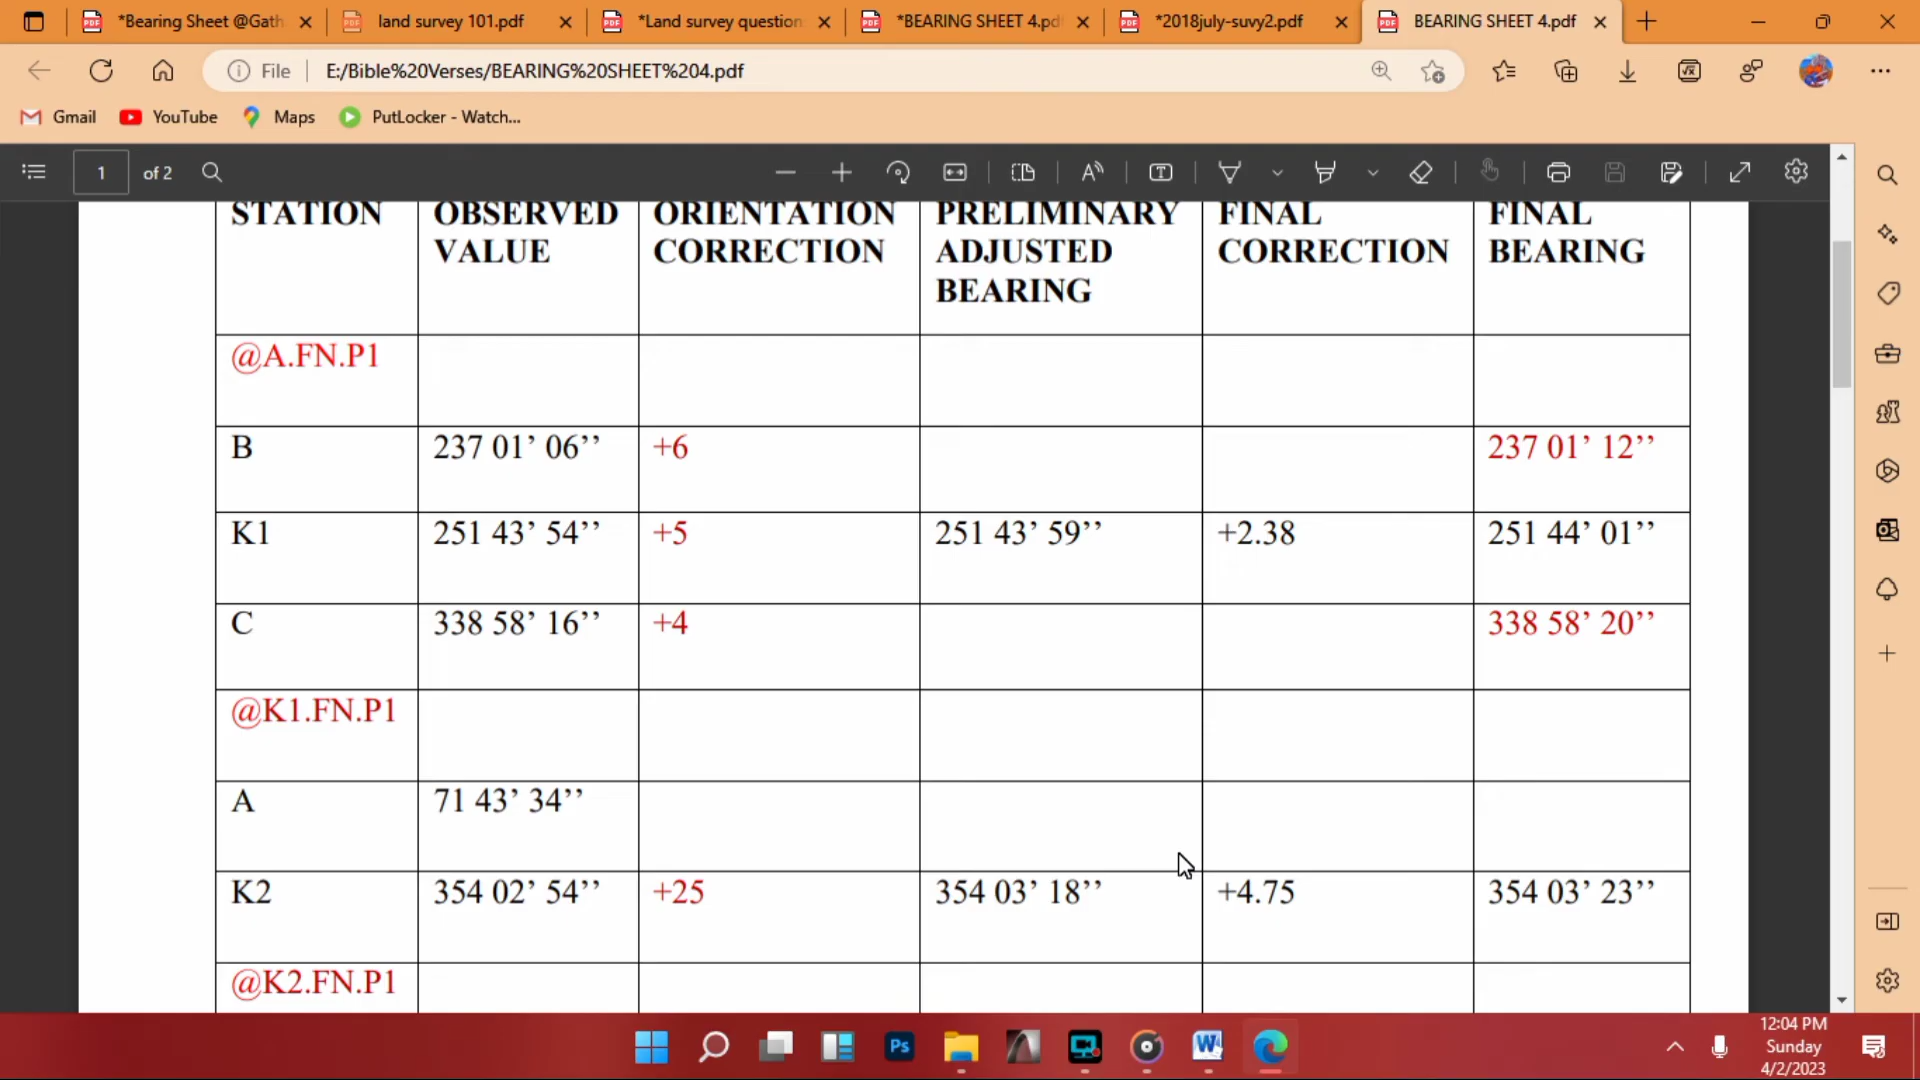 *Bearing Sheet @Gath
land survey 101.pdf
*Land survey question
*BEARING SHEET 4.pdf
*2018july-suvy2.pdf
BEARING SHEET 4.pdf
File
E:/Bible%20Verses/BEARING%20SHEET%204.pdf
Gmail
YouTube
Maps
PutLocker - Watch...
1 of 2
STATION
OBSERVED VALUE
ORIENTATION CORRECTION
PRELIMINARY ADJUSTED BEARING
FINAL CORRECTION
FINAL BEARING
@A.FN.P1
B 237 01’ 06’’ +6 237 01’ 12’’
K1 251 43’ 54’’ +5 251 43’ 59’’ +2.38 251 44’ 01’’
C 338 58’ 16’’ +4 338 58’ 20’’
@K1.FN.P1
A 71 43’ 34’’
K2 354 02’ 54’’ +25 354 03’ 18’’ +4.75 354 03’ 23’’
@K2.FN.P1
Ps
W
12:04 PM
Sunday
4/2/2023